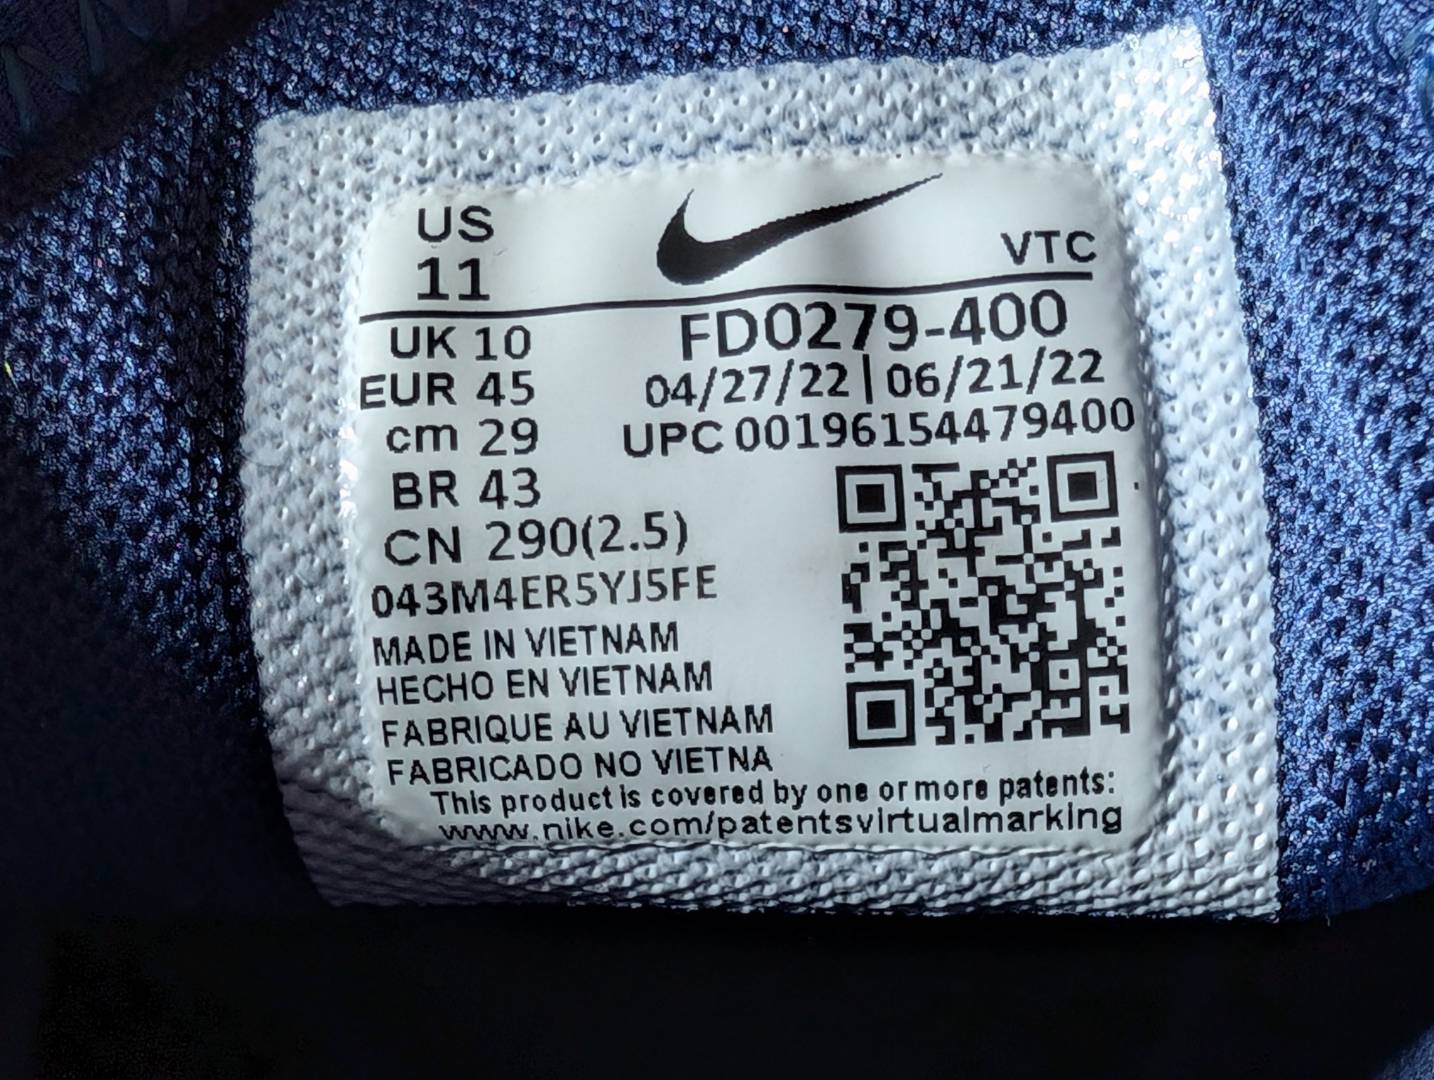 US
11
VTC
UK 10
EUR 45
cm 29
BR 43
CN 290(2.5)
FD0279-400
04/27/22 | 06/21/22
UPC 00196154479400
043M4ER5YJ5FE
MADE IN VIETNAM
HECHO EN VIETNAM
FABRIQUE AU VIETNAM
FABRICADO NO VIETNA
This product is covered by one or more patents:
www.nike.com/patentsvirtualmarking